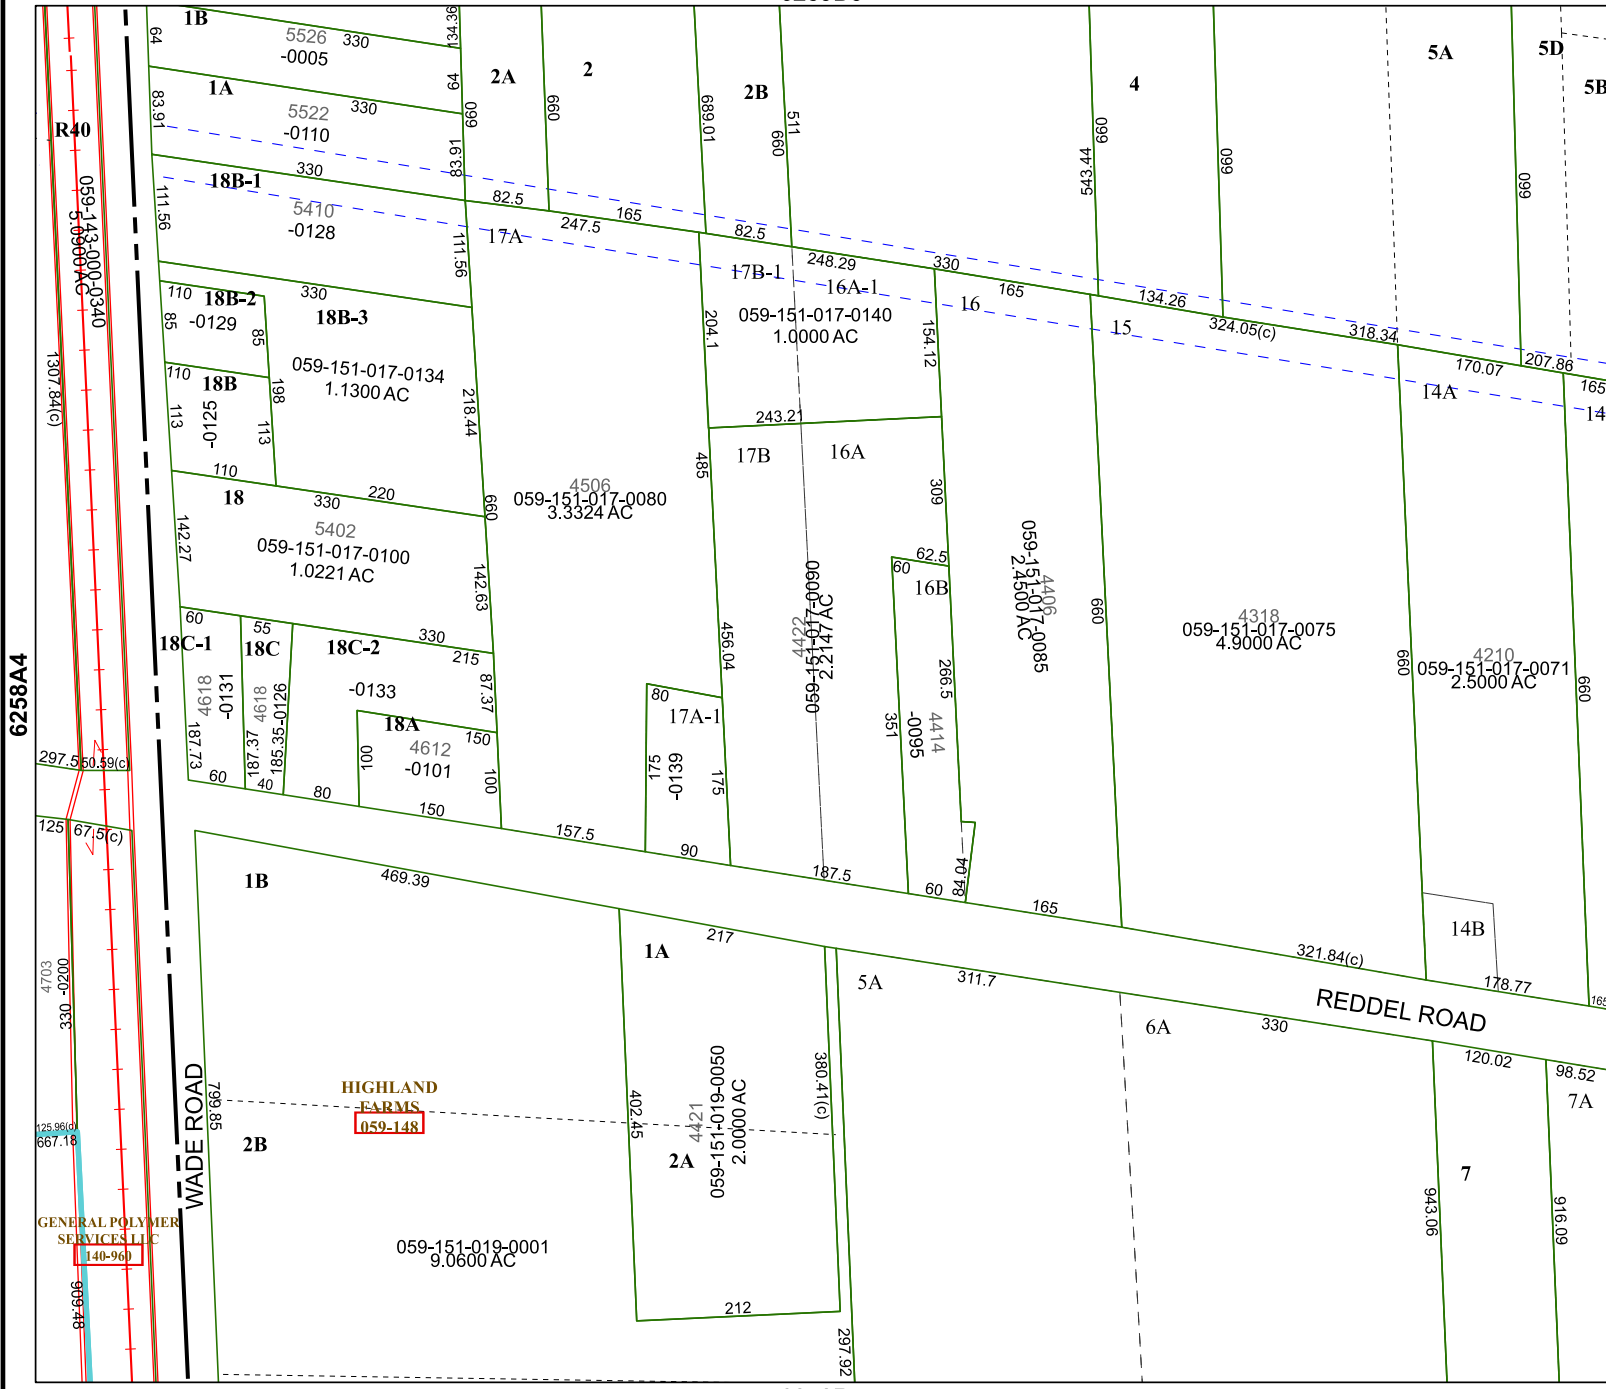 1B
5526
-0005
330
64
134.36
64
2A
2
2B
4
5A
5D
5B
1A
5522
-0110
330
83.91
660
83.91
660
689.01
511
660
543.44
660
660
660
R40
059-143-000-0340
5.0900 AC
1307.84(c)
330
18B-1
5410
-0128
111.56
111.56
82.5
165
247.5
82.5
17A
17B-1
248.29
330
16A-1
165
16
134.26
15
324.05(c)
318.34
170.07
207.86
165
14A
14
330
110
18B-2
-0129
85
85
18B-3
059-151-017-0134
1.1300 AC
110
18B
-0125
113
113
198
218.44
204.1
059-151-017-0140
1.0000 AC
154.12
243.21
17B
16A
485
309
110
18
330
220
660
5402
059-151-017-0100
1.0221 AC
142.27
142.63
4506
059-151-017-0080
3.3324 AC
4422
059-151-017-0090
2.2147 AC
62.5
60
16B
4406
059-151-017-0085
2.4500 AC
660
4318
059-151-017-0075
4.9000 AC
660
4210
059-151-017-0071
2.5000 AC
660
6258A4
60
55
330
215
18C-1
18C
18C-2
4618
-0131
4618
-0126
-0133
187.73
187.37
185.35
87.37
456.04
266.5
351
4414
-0095
18A
4612
-0101
150
100
100
80
17A-1
175
-0139
175
297.5
50.59(c)
60
40
80
150
157.5
90
187.5
60
84.04
165
125
67.5(c)
1B
469.39
217
1A
5A
311.7
321.84(c)
14B
178.77
165
REDDEL ROAD
6A
330
120.02
98.52
7A
4703
-0200
330
WADE ROAD
799.85
HIGHLAND
FARMS
059-148
402.45
4421
059-151-019-0050
2.0000 AC
380.41(c)
2B
2A
7
667.18
943.06
916.09
GENERAL POLYMER
SERVICES LLC
140-960
909.48
059-151-019-0001
9.0600 AC
212
297.92